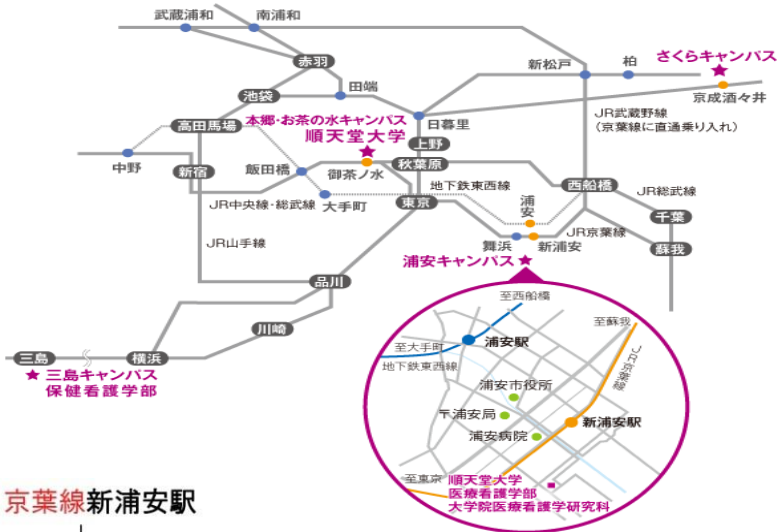 武蔵浦和
南浦和
赤羽
さくらキャンパス
新松戸
柏
池袋
田端
京成酒々井
本郷・お茶の水キャンパス
順天堂大学
日暮里
JR武蔵野線
(京葉線に直通乗り入れ)
高田馬場
上野
中野
新宿
飯田橋
御茶ノ水
秋葉原
地下鉄東西線
西船橋
JR総武線
JR中央線・総武線
大手町
東京
浦安
千葉
JR山手線
舞浜
新浦安
JR京葉線
蘇我
浦安キャンパス
品川
川崎
三島
横浜
三島キャンパス
保健看護学部
至西船橋
至蘇我
浦安駅
至大手町
地下鉄東西線
JR京葉線
浦安市役所
〒浦安局
新浦安駅
浦安病院
至東京
順天堂大学
医療看護学部
大学院医療看護学研究科
京葉線新浦安駅